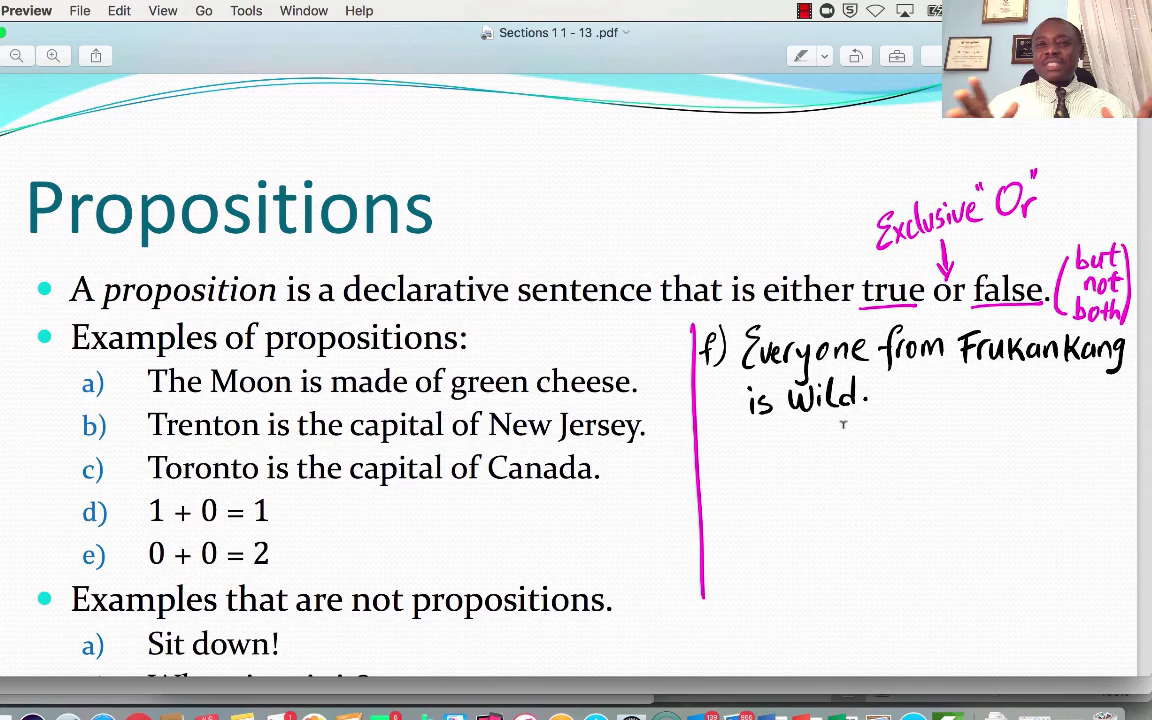 Preview File Edit View Go Tools Window Help
Sections 1 1 - 13 .pdf
Propositions
Exclusive "Or"
A proposition is a declarative sentence that is either true or false.
(but not both)
Examples of propositions:
a) The Moon is made of green cheese.
b) Trenton is the capital of New Jersey.
c) Toronto is the capital of Canada.
d) 1 + 0 = 1
e) 0 + 0 = 2
f) Everyone from FrukanKang
is Wild.
Examples that are not propositions.
a) Sit down!